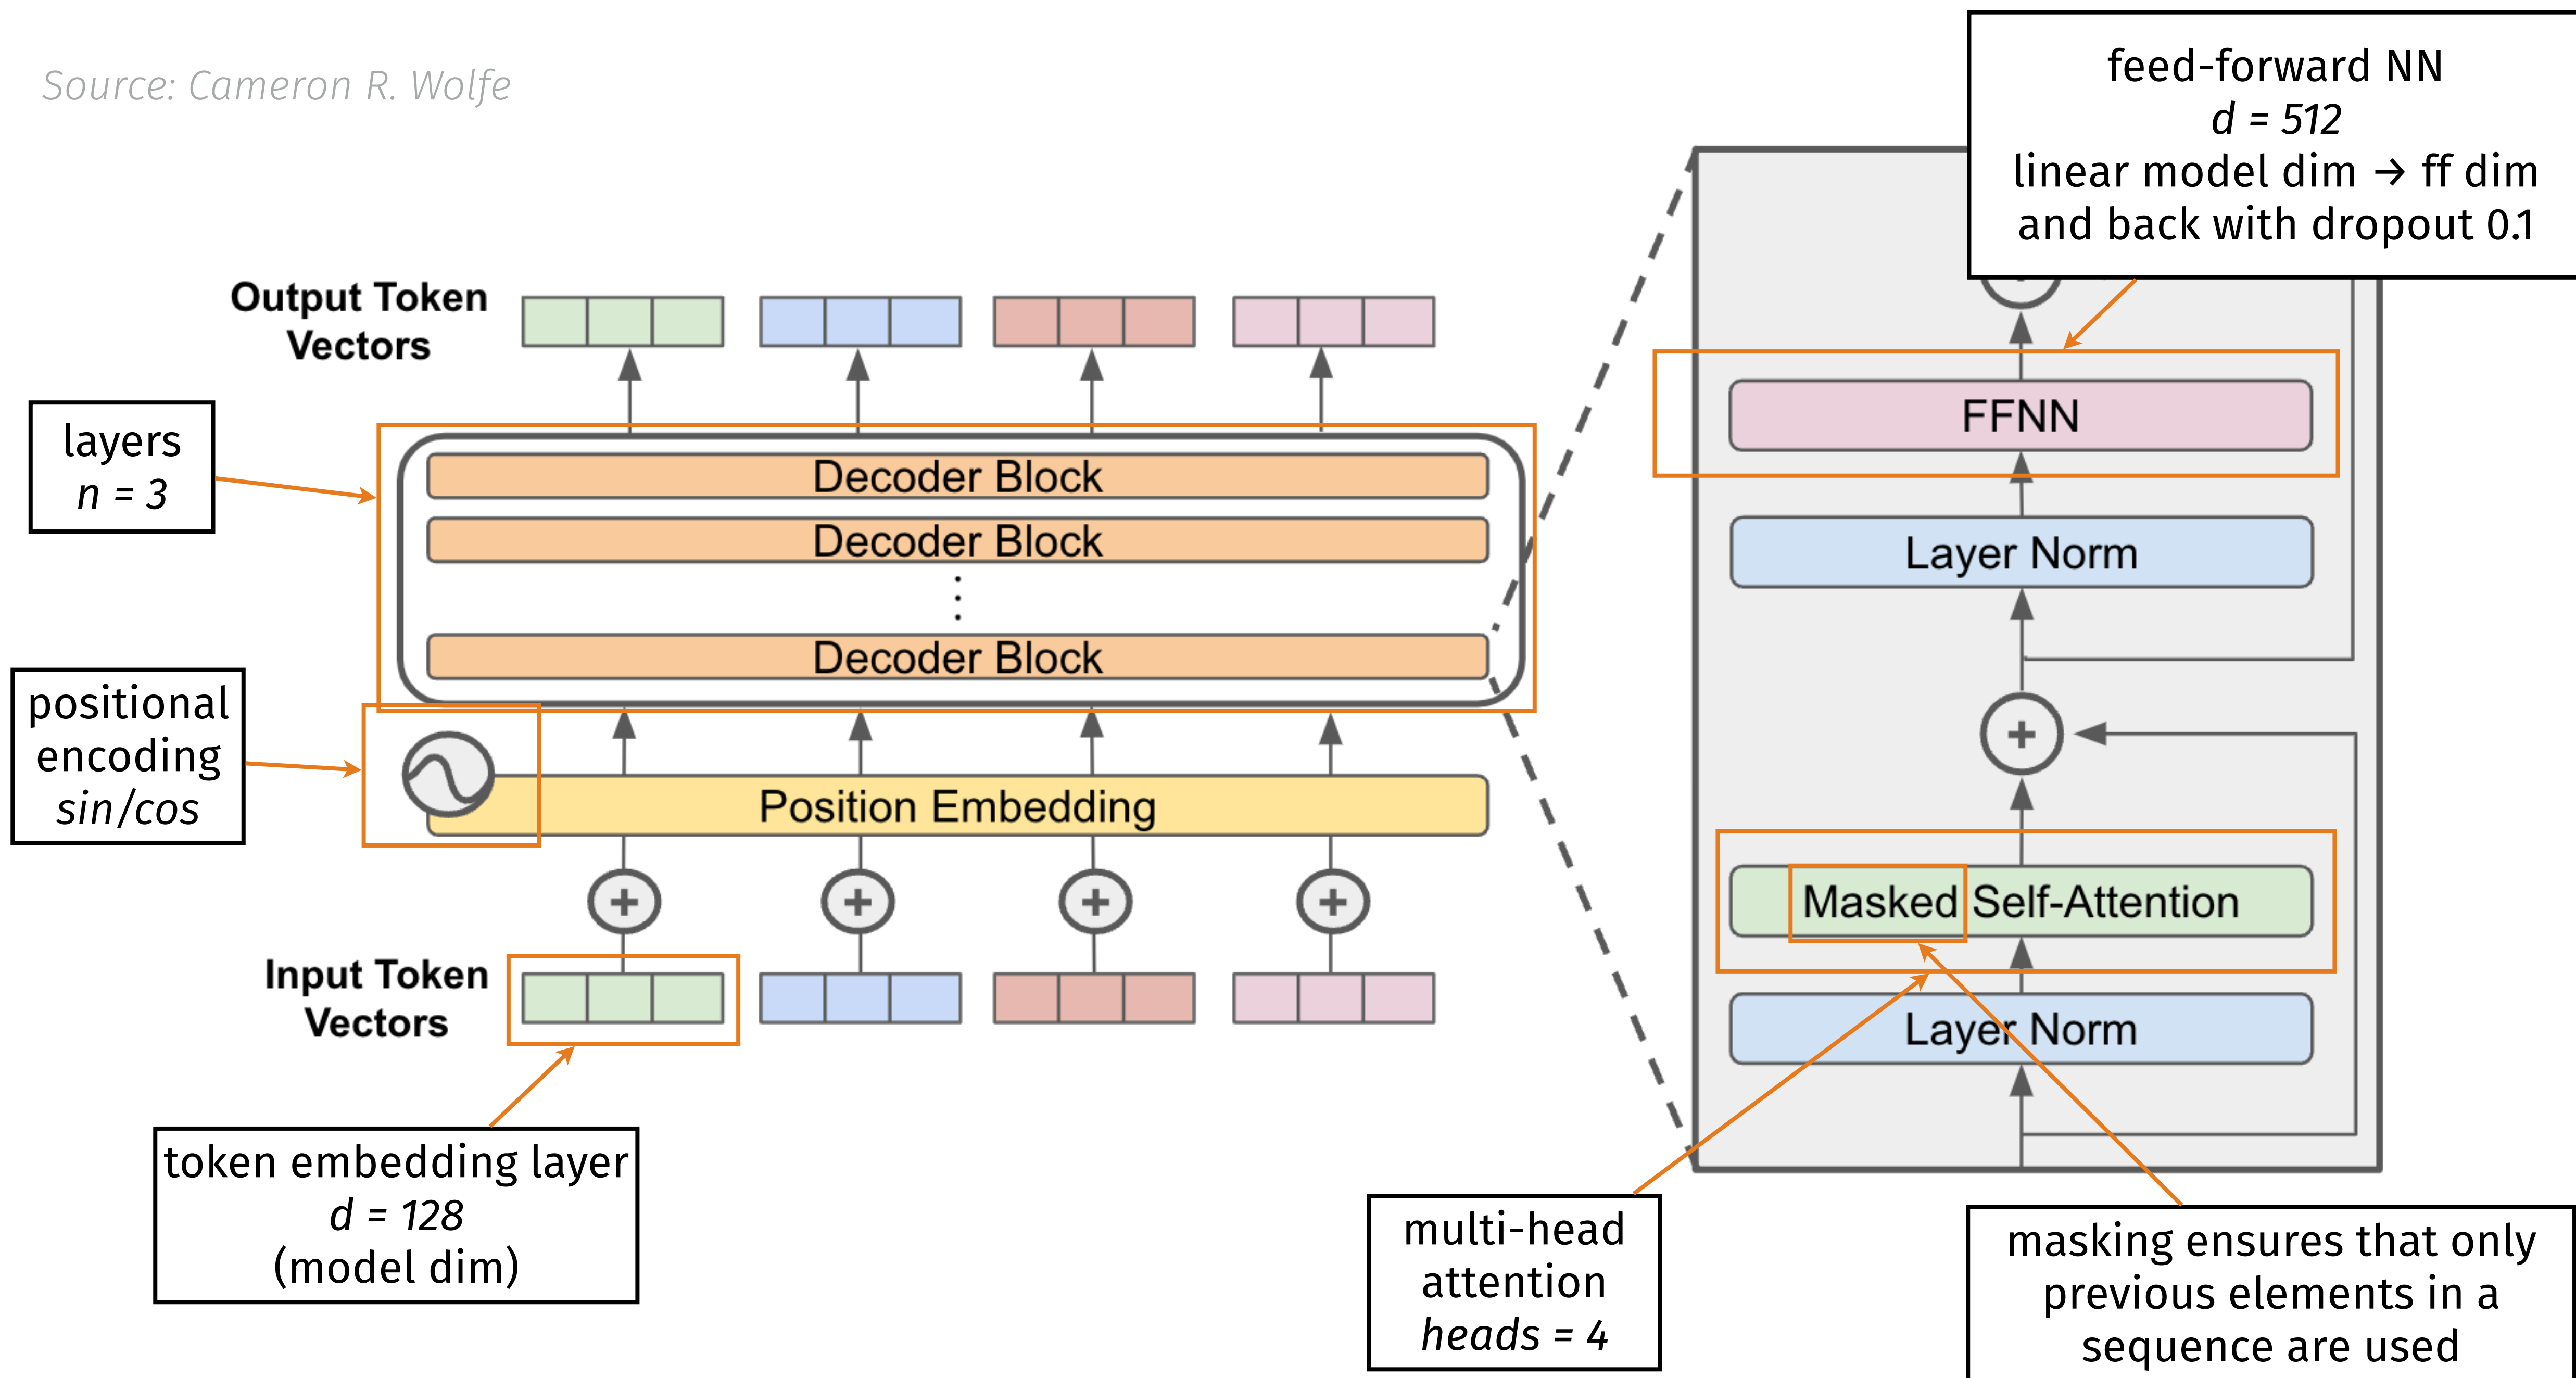 Source: Cameron R. Wolfe
feed-forward NN
d = 512
linear model dim → ff dim
and back with dropout 0.1
Output Token
Vectors
layers
n = 3
Decoder Block
Decoder Block
Decoder Block
positional
encoding
sin/cos
Position Embedding
Input Token
Vectors
token embedding layer
d = 128
(model dim)
FFNN
Layer Norm
Masked Self-Attention
Layer Norm
multi-head
attention
heads = 4
masking ensures that only
previous elements in a
sequence are used